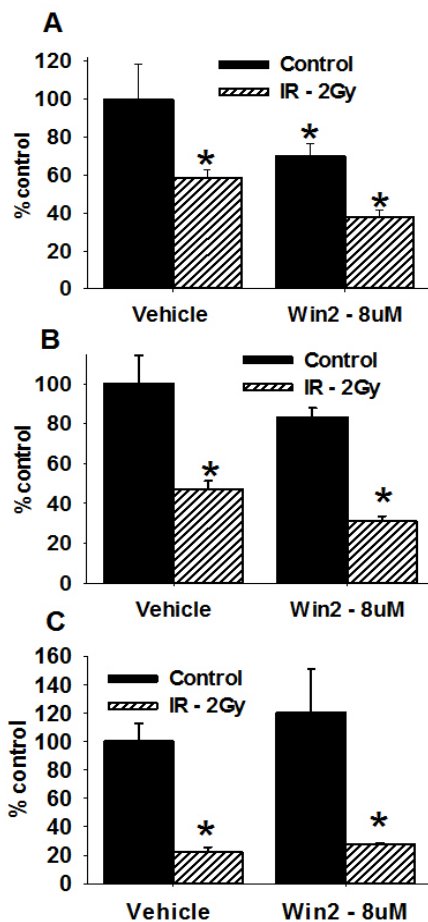 A
120
100
80
60
40
20
0
% control
Control
IR - 2Gy
*
*
*
Vehicle
Win2 - 8uM
B
100
80
60
40
20
0
% control
Control
IR - 2Gy
*
*
Vehicle
Win2 - 8uM
C
160
140
120
100
80
60
40
20
0
% control
Control
IR - 2Gy
*
*
Vehicle
Win2 - 8uM